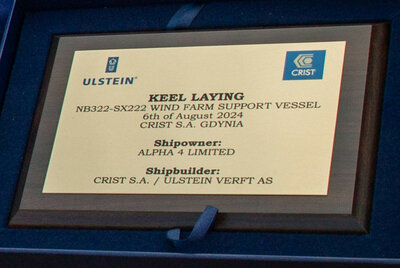 ULSTEIN®
CRIST
KEEL LAYING
NB322-SX222 WIND FARM SUPPORT VESSEL
6th of August 2024
CRIST S.A. GDYNIA
Shipowner:
ALPHA 4 LIMITED
Shipbuilder:
CRIST S.A. / ULSTEIN VERFT AS